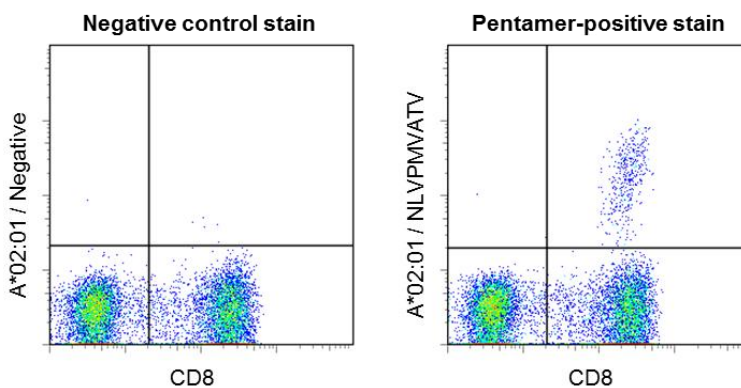 Negative control stain
A*02:01 / Negative
CD8
Pentamer-positive stain
A*02:01 / NLVPMVATV
CD8